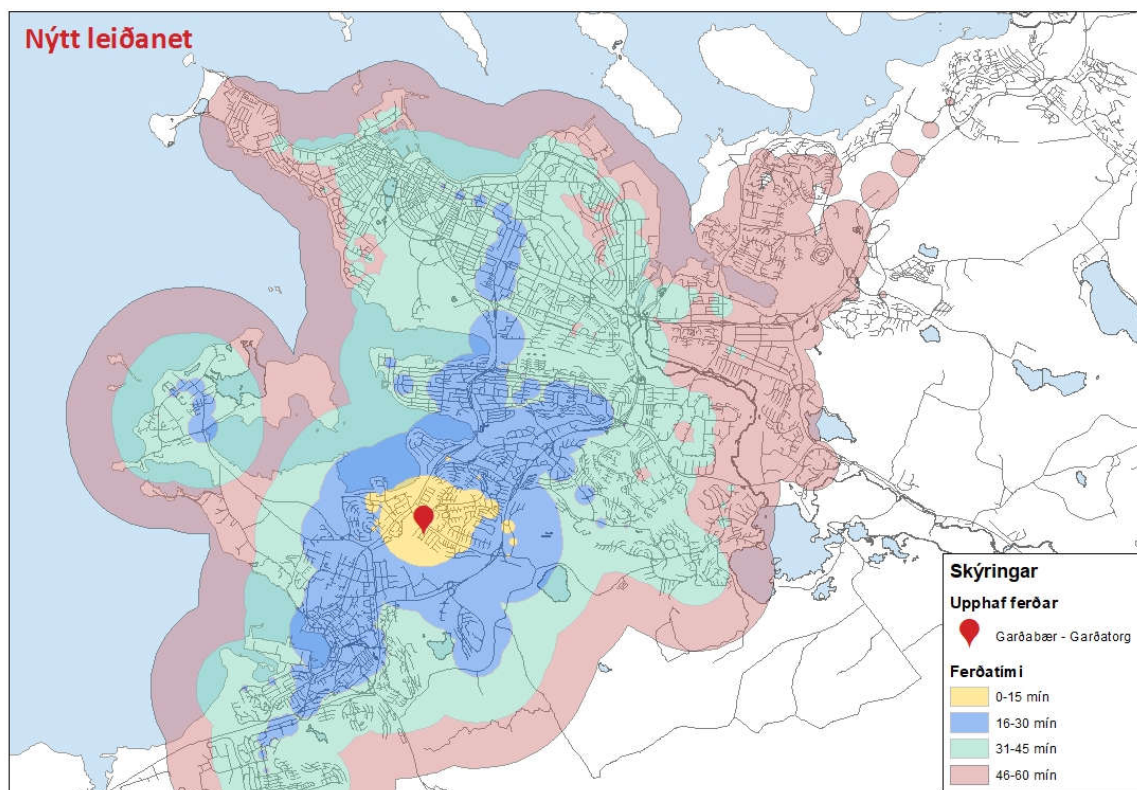 Nýtt leiðanet
Skýringar
Upphaf ferðar
Garðabær - Garðatorg
Ferðatími
0-15 mín
16-30 mín
31-45 mín
46-60 mín